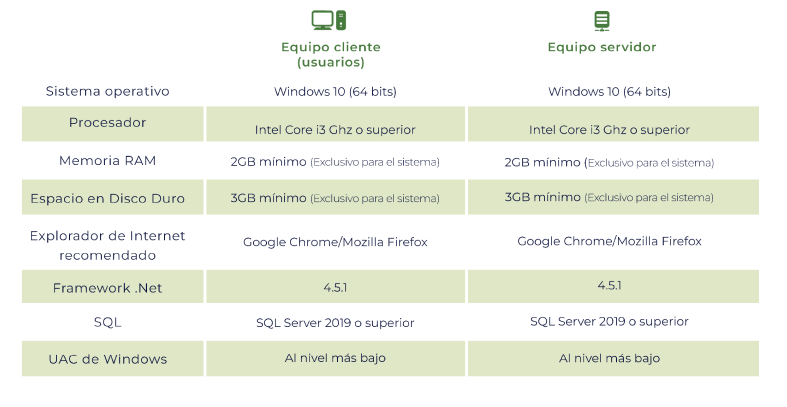 Equipo cliente
(usuarios)
Equipo servidor
Sistema operativo
Windows 10 (64 bits)
Windows 10 (64 bits)
Procesador
Intel Core i3 Ghz o superior
Intel Core i3 Ghz o superior
Memoria RAM
2GB mínimo (Exclusivo para el sistema)
2GB mínimo (Exclusivo para el sistema)
Espacio en Disco Duro
3GB mínimo (Exclusivo para el sistema)
3GB mínimo (Exclusivo para el sistema)
Explorador de Internet
recomendado
Google Chrome/Mozilla Firefox
Google Chrome/Mozilla Firefox
Framework .Net
4.5.1
4.5.1
SQL
SQL Server 2019 o superior
SQL Server 2019 o superior
UAC de Windows
Al nivel más bajo
Al nivel más bajo